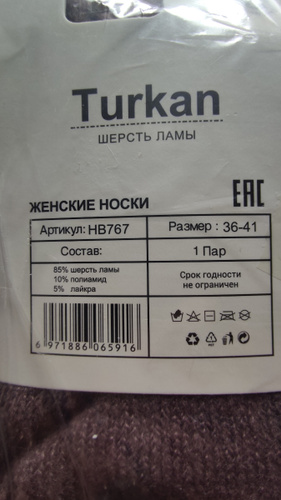 Turkan
ШЕРСТЬ ЛАМЫ
ЖЕНСКИЕ НОСКИ
EAC
Артикул: HB767
Размер : 36-41
Состав:
1 Пар
85% шерсть ламы
10% полиамид
5% лайкра
Срок годности
не ограничен
6 971886 065916